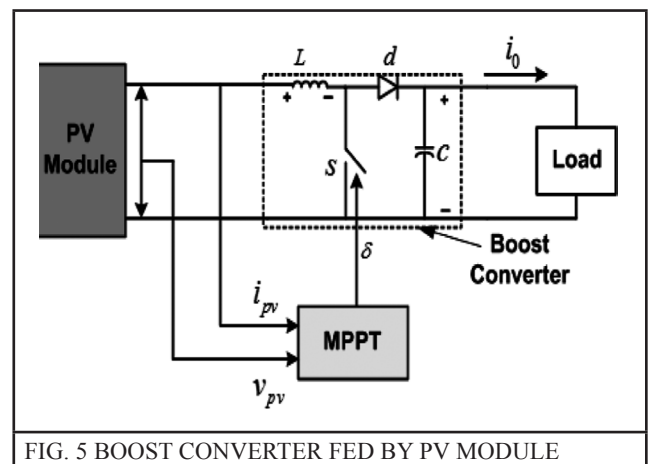 L
d
i0
+
-
+
PV
Module
S
C
Load
-
δ
Boost
Converter
ipv
MPPT
vpv
FIG. 5 BOOST CONVERTER FED BY PV MODULE